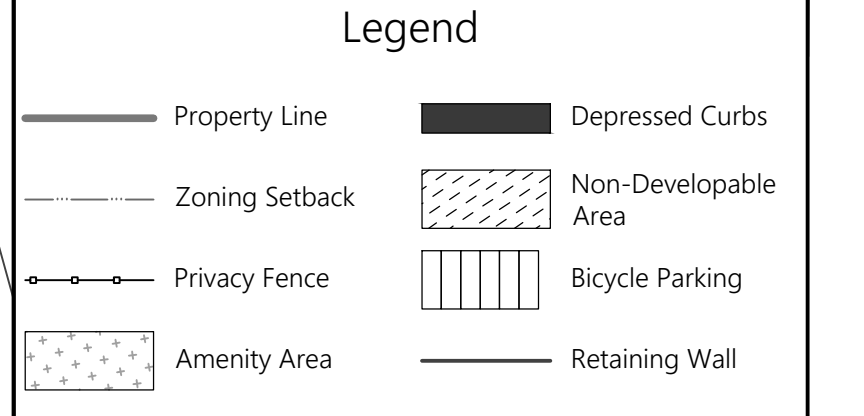 Legend
Property Line
Zoning Setback
Privacy Fence
Amenity Area
Depressed Curbs
Non-Developable
Area
Bicycle Parking
Retaining Wall